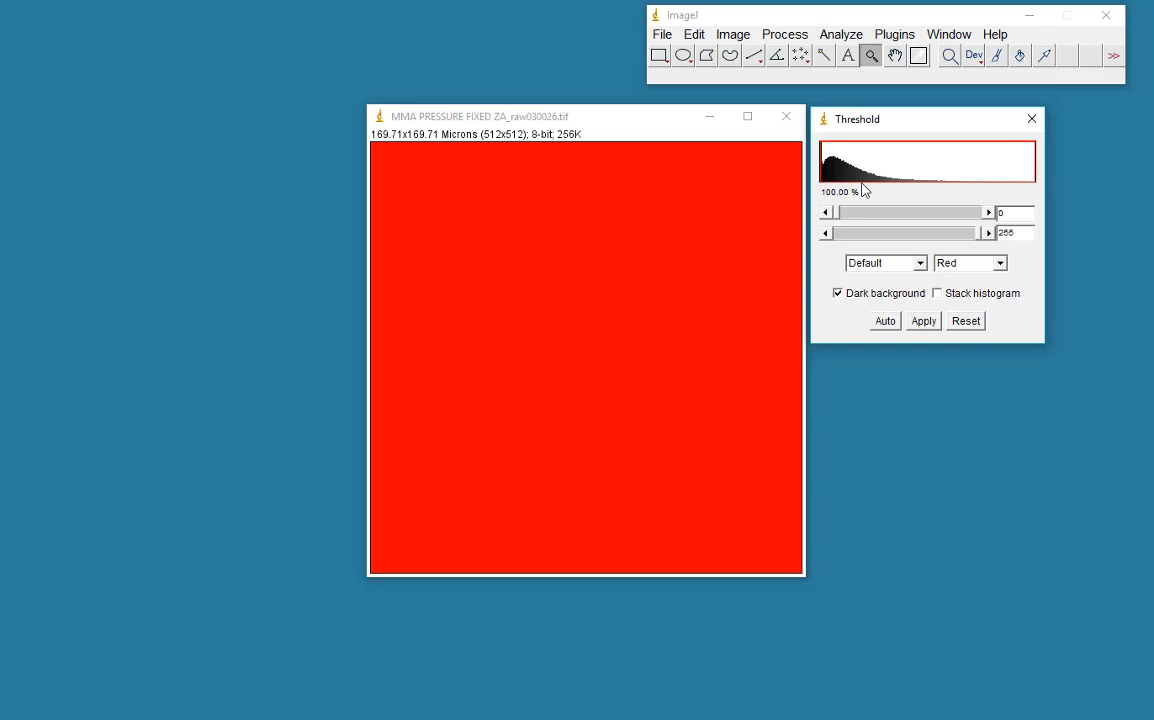 ImageJ
File Edit Image Process Analyze Plugins Window Help
A Dev >>
MMA PRESSURE FIXED ZA_raw030026.tif
169.71x169.71 Microns (512x512); 8-bit; 256K
Threshold
100.00 %
0
255
Default Red
Dark background Stack histogram
Auto Apply Reset